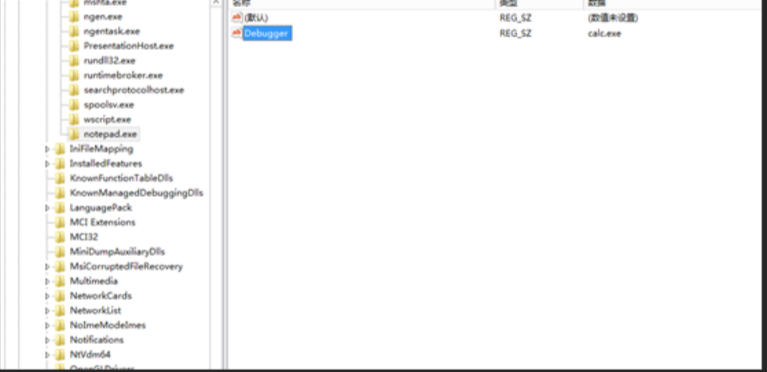 mshta.exe
ngen.exe
ngentask.exe
PresentationHost.exe
rundll32.exe
runtimebroker.exe
searchprotocolhost.exe
spoolsv.exe
wscript.exe
notepad.exe
IniFileMapping
InstalledFeatures
KnownFunctionTableDlls
KnownManagedDebuggingDlls
LanguagePack
MCI Extensions
MCI32
MiniDumpAuxiliaryDlls
MsiCorruptedFileRecovery
Multimedia
NetworkCards
NetworkList
NoImeModeImes
Notifications
NtVdm64
OpenGLDrivers
名称 类型 数据
(默认) REG_SZ (数值未设置)
Debugger REG_SZ calc.exe